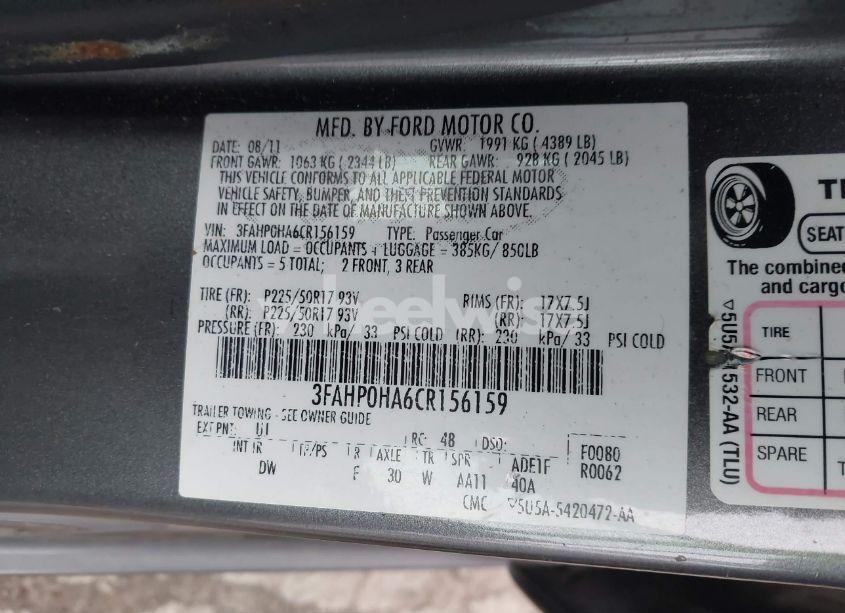 MFD. BY FORD MOTOR CO.
DATE: 08/11 GVWR: 1991 KG ( 4389 LB)
FRONT GAWR: 1063 KG ( 2344 LB) REAR GAWR: 928 KG ( 2045 LB)
THIS VEHICLE CONFORMS TO ALL APPLICABLE FEDERAL MOTOR
VEHICLE SAFETY, BUMPER, AND THEFT PREVENTION STANDARDS
IN EFFECT ON THE DATE OF MANUFACTURE SHOWN ABOVE.
VIN: 3FAHP0HA6CR156159 TYPE: Passenger Car
MAXIMUM LOAD = OCCUPANTS + LUGGAGE = 385KG/ 850LB
OCCUPANTS = 5 TOTAL; 2 FRONT, 3 REAR
TIRE (FR): P225/50R17 93V RIMS (FR): 17X7.5J
(RR): P225/50R17 93V (RR): 17X7.5J
PRESSURE (FR): 230 kPa/ 33 PSI COLD (RR): 230 kPa/ 33 PSI COLD
wheelwis
3FAHP0HA6CR156159
TRAILER TOWING - SEE OWNER GUIDE
EXT PNT: UI RC: 48 DSO: F0080
INT TR TP/PS R AXLE TR SPR ADE1F R0062
DW F 30 W AA11 40A
CMC ▽5U5A-5420472-AA
SEAT
The combined
and cargo
TIRE
FRONT
REAR
SPARE
1532-AA (TLU)